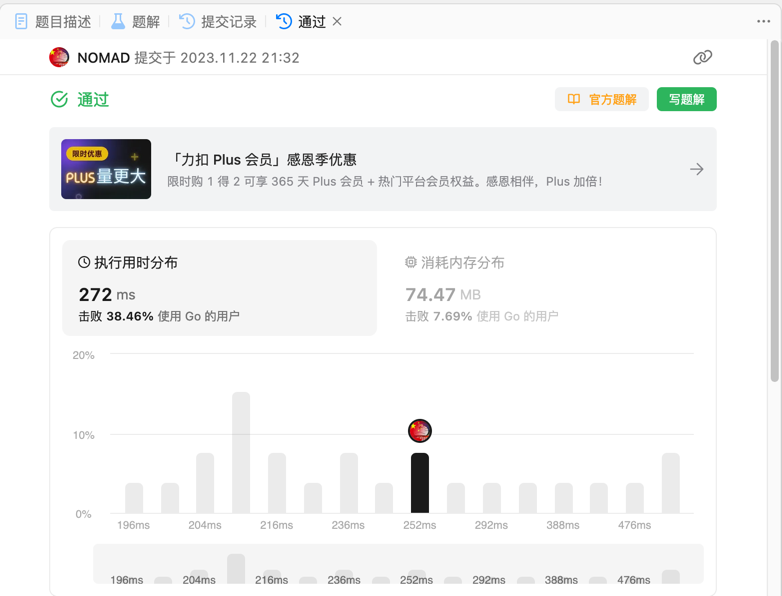 题目描述 题解 提交记录 通过
NOMAD 提交于 2023.11.22 21:32
通过
官方题解 写题解
限时优惠
PLUS量更大
「力扣 Plus 会员」感恩季优惠
限时购 1 得 2 可享 365 天 Plus 会员 + 热门平台会员权益。感恩相伴，Plus 加倍！
执行用时分布
272 ms
击败 38.46% 使用 Go 的用户
消耗内存分布
74.47 MB
击败 7.69% 使用 Go 的用户
20%
10%
0%
196ms 204ms 216ms 236ms 252ms 292ms 388ms 476ms
196ms 204ms 216ms 236ms 252ms 292ms 388ms 476ms